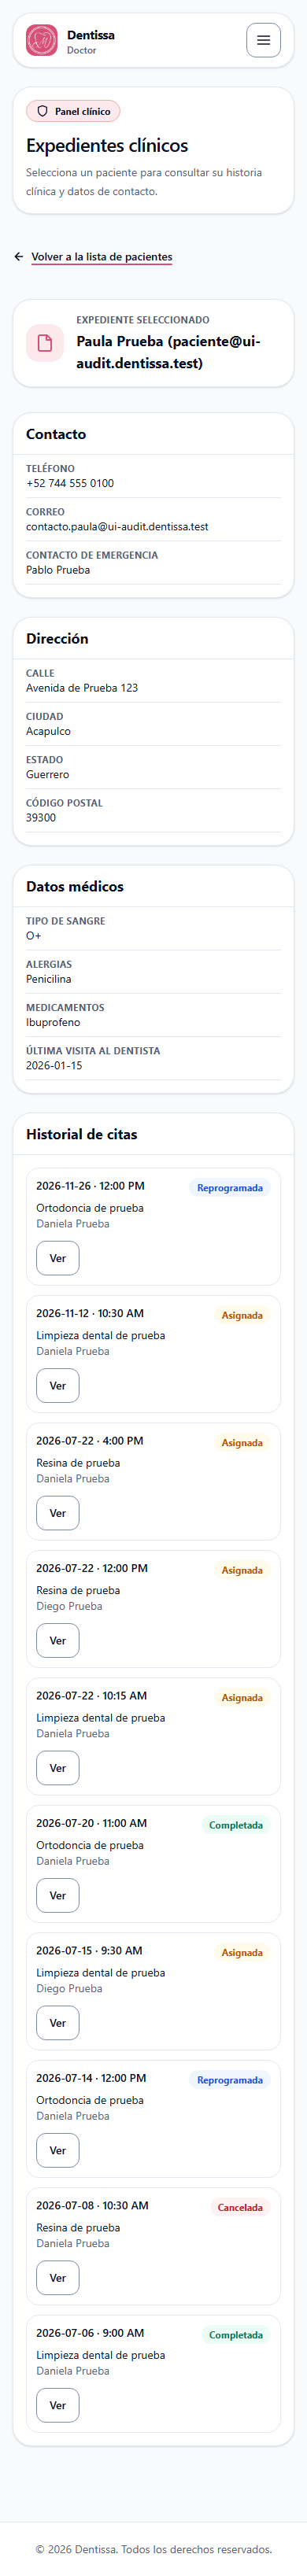 Dentissa
Doctor
Panel clínico
Expedientes clínicos
Selecciona un paciente para consultar su historia
clínica y datos de contacto.
Volver a la lista de pacientes
EXPEDIENTE SELECCIONADO
Paula Prueba (paciente@ui-
audit.dentissa.test)
Contacto
TELÉFONO
+52 744 555 0100
CORREO
contacto.paula@ui-audit.dentissa.test
CONTACTO DE EMERGENCIA
Pablo Prueba
Dirección
CALLE
Avenida de Prueba 123
CIUDAD
Acapulco
ESTADO
Guerrero
CÓDIGO POSTAL
39300
Datos médicos
TIPO DE SANGRE
O+
ALERGIAS
Penicilina
MEDICAMENTOS
Ibuprofeno
ÚLTIMA VISITA AL DENTISTA
2026-01-15
Historial de citas
2026-11-26 · 12:00 PM
Reprogramada
Ortodoncia de prueba
Daniela Prueba
Ver
2026-11-12 · 10:30 AM
Asignada
Limpieza dental de prueba
Daniela Prueba
Ver
2026-07-22 · 4:00 PM
Asignada
Resina de prueba
Daniela Prueba
Ver
2026-07-22 · 12:00 PM
Asignada
Resina de prueba
Diego Prueba
Ver
2026-07-22 · 10:15 AM
Asignada
Limpieza dental de prueba
Daniela Prueba
Ver
2026-07-20 · 11:00 AM
Completada
Ortodoncia de prueba
Daniela Prueba
Ver
2026-07-15 · 9:30 AM
Asignada
Limpieza dental de prueba
Diego Prueba
Ver
2026-07-14 · 12:00 PM
Reprogramada
Ortodoncia de prueba
Daniela Prueba
Ver
2026-07-08 · 10:30 AM
Cancelada
Resina de prueba
Daniela Prueba
Ver
2026-07-06 · 9:00 AM
Completada
Limpieza dental de prueba
Daniela Prueba
Ver
© 2026 Dentissa. Todos los derechos reservados.